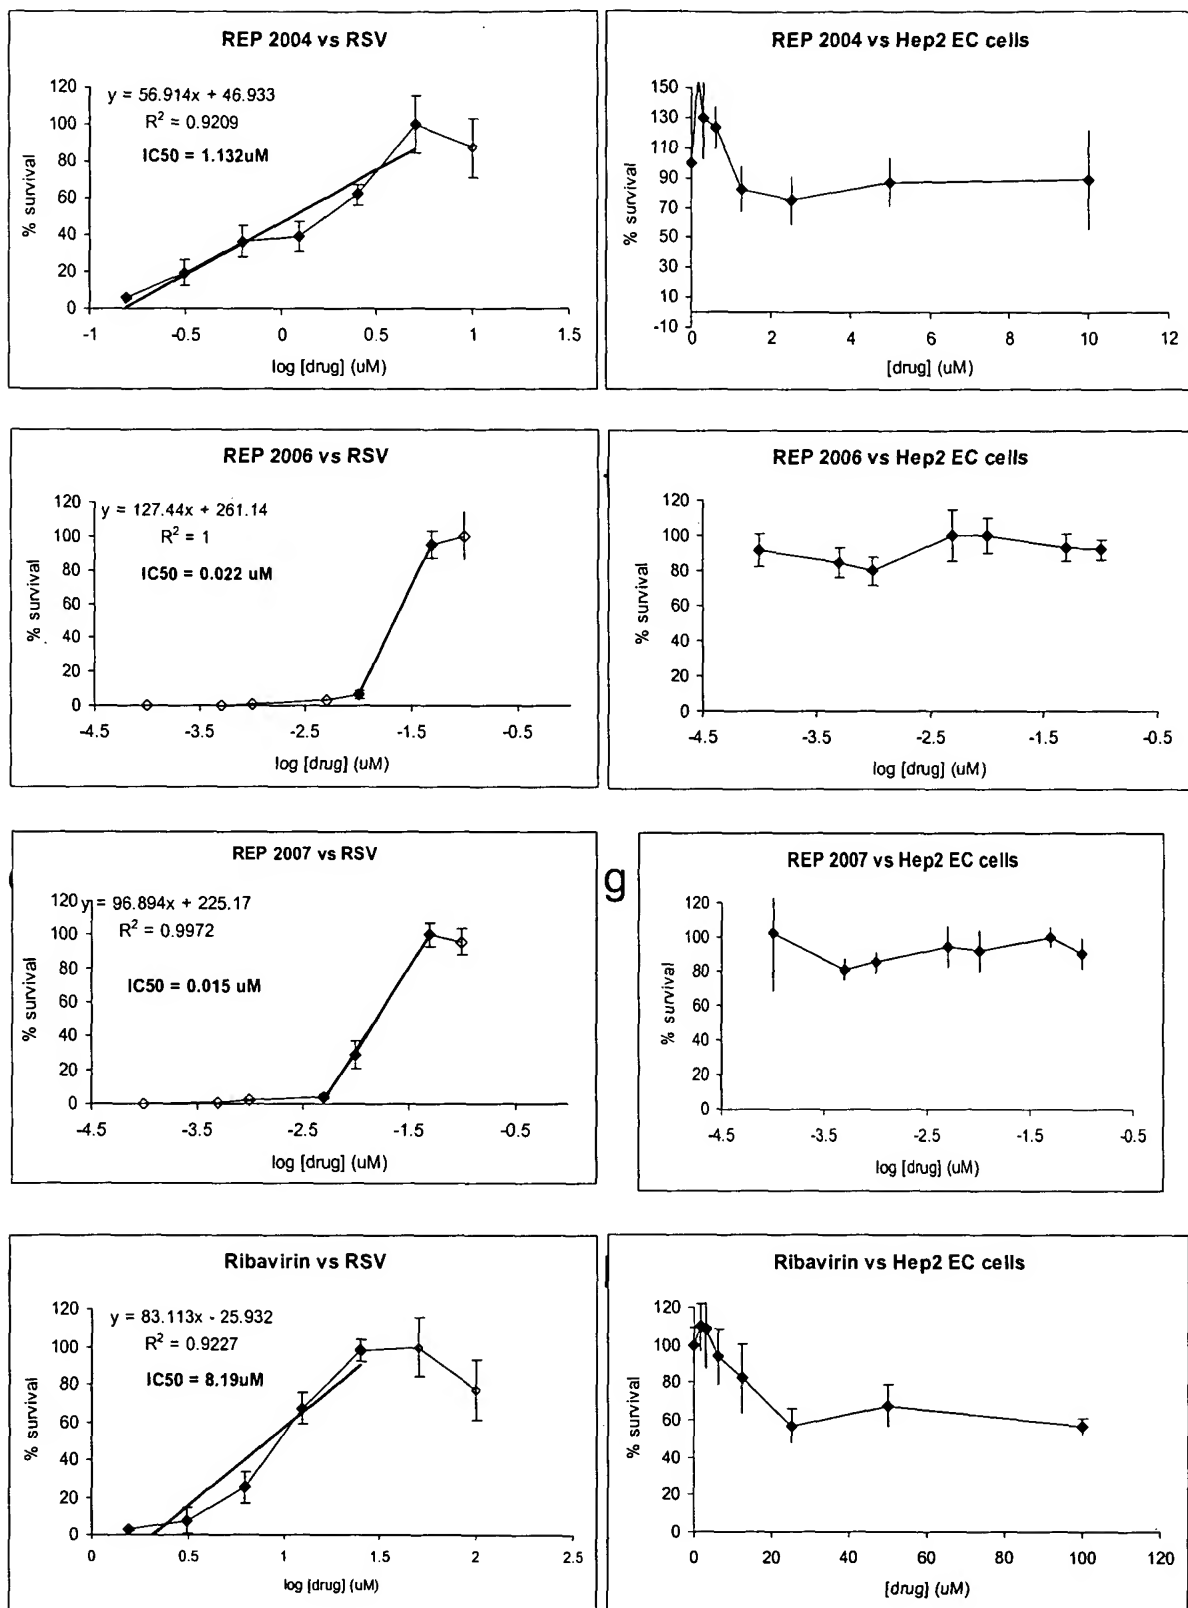 REP 2004 vs RSV
y = 56.914x + 46.933
R² = 0.9209
IC50 = 1.132uM
% survival
120
100
80
60
40
20
0
-1
-0.5
0
0.5
1
1.5
log [drug] (uM)
REP 2004 vs Hep2 EC cells
% survival
150
130
110
90
70
50
30
10
-10
0
2
4
6
8
10
12
[drug] (uM)
REP 2006 vs RSV
y = 127.44x + 261.14
R² = 1
IC50 = 0.022 uM
% survival
120
100
80
60
40
20
0
-4.5
-3.5
-2.5
-1.5
-0.5
log [drug] (uM)
REP 2006 vs Hep2 EC cells
% survival
120
100
80
60
40
20
0
-4.5
-3.5
-2.5
-1.5
-0.5
log [drug] (uM)
REP 2007 vs RSV
y = 96.894x + 225.17
R² = 0.9972
IC50 = 0.015 uM
% survival
120
100
80
60
40
20
0
-4.5
-3.5
-2.5
-1.5
-0.5
log [drug] (uM)
g
REP 2007 vs Hep2 EC cells
% survival
120
100
80
60
40
20
0
-4.5
-3.5
-2.5
-1.5
-0.5
log [drug] (uM)
Ribavirin vs RSV
y = 83.113x - 25.932
R² = 0.9227
IC50 = 8.19uM
% survival
120
100
80
60
40
20
0
0
0.5
1
1.5
2
2.5
log [drug] (uM)
Ribavirin vs Hep2 EC cells
% survival
120
100
80
60
40
20
0
0
20
40
60
80
100
120
[drug] (uM)